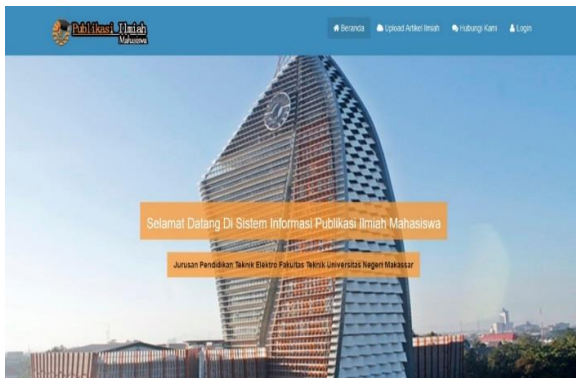 Publikasi Ilmiah
Mahasiswa
Beranda
Upload Artikel Ilmiah
Hubungi Kami
Login
Selamat Datang Di Sistem Informasi Publikasi Ilmiah Mahasiswa
Jurusan Pendidikan Teknik Elektro Fakultas Teknik Universitas Negeri Makassar